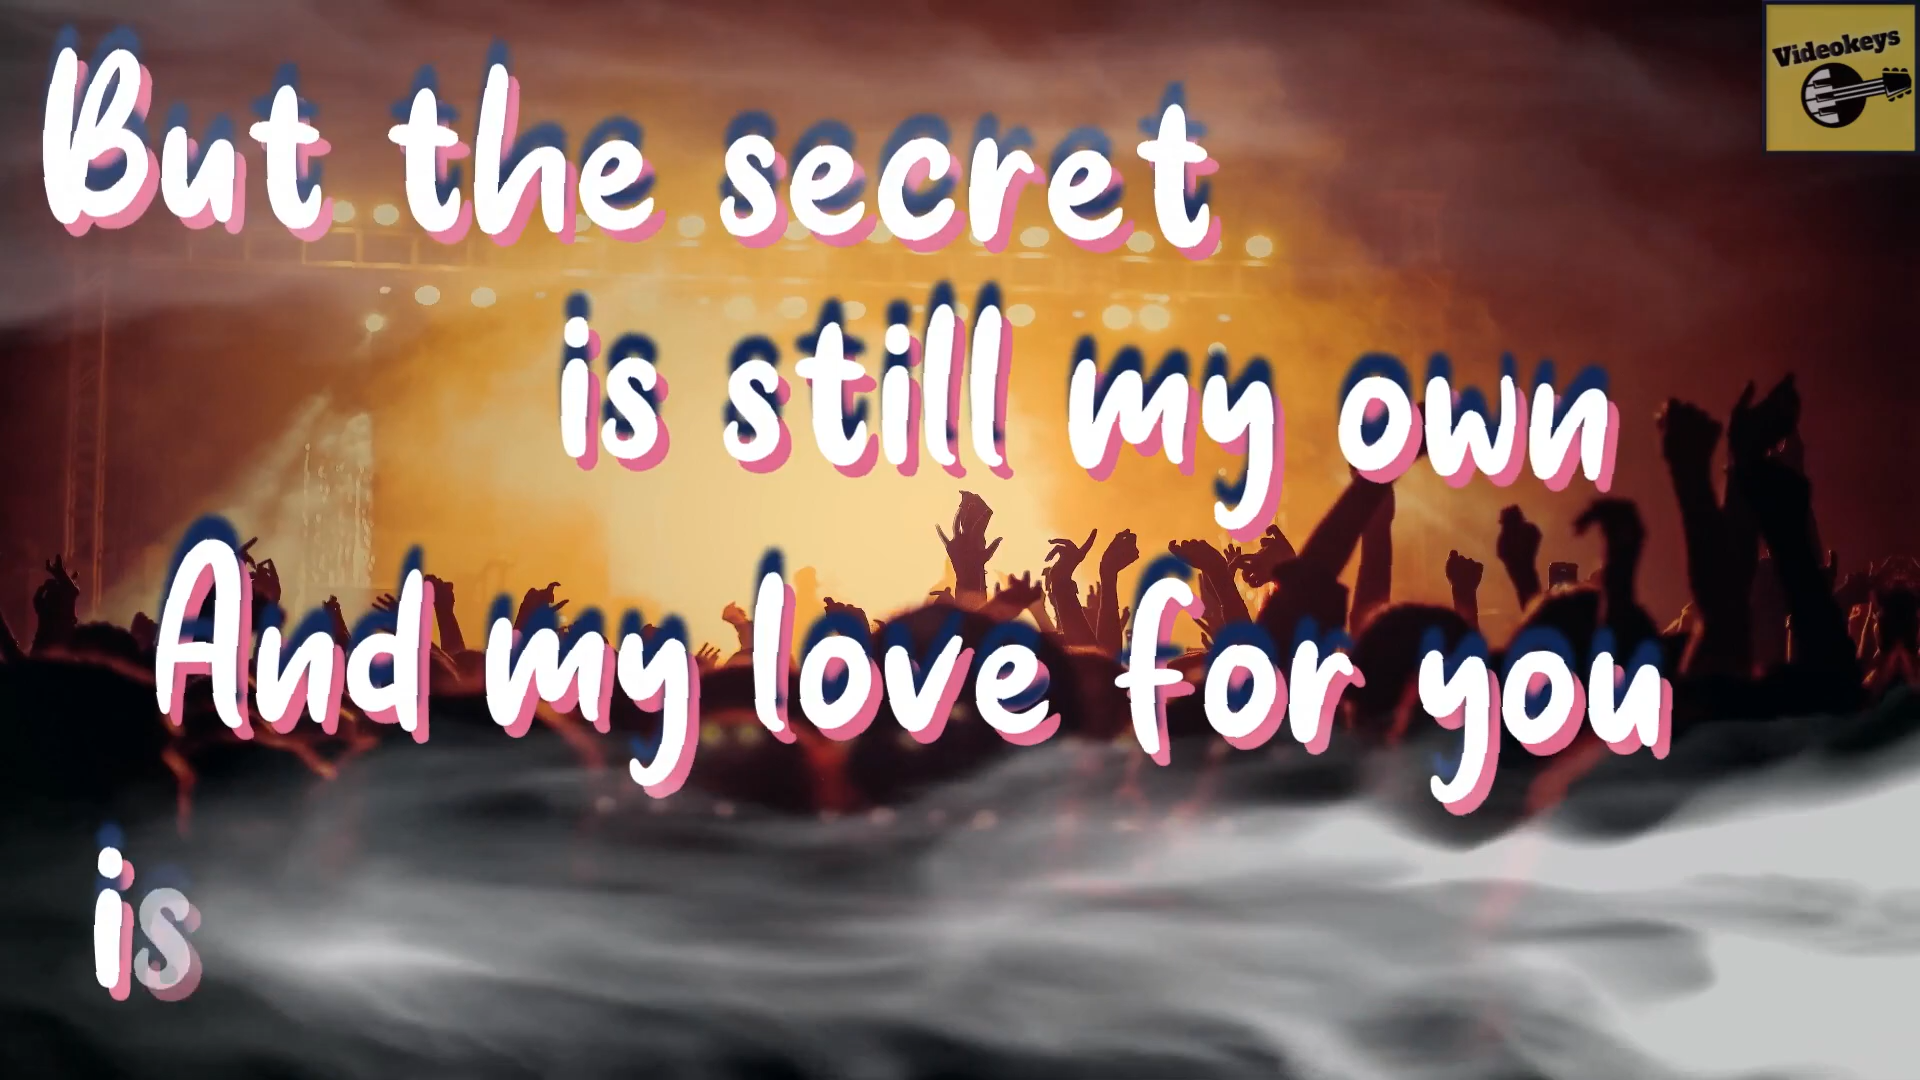 Videokeys
But the secret
is still my own
And my love for you
is